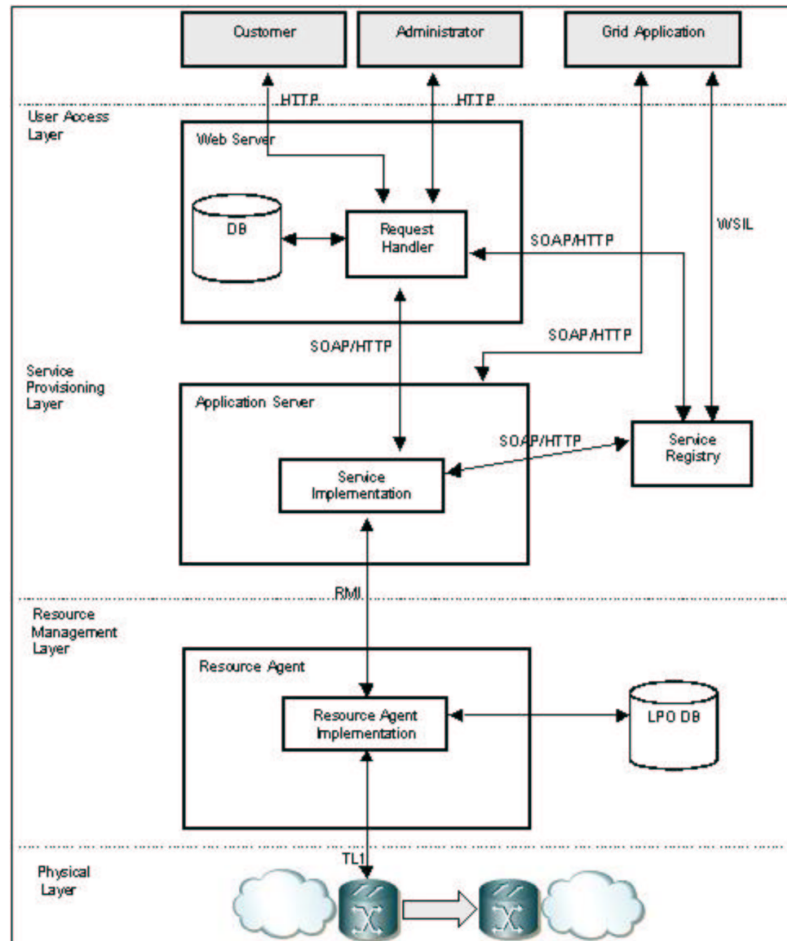 Customer
Administrator
Grid Application
HTTP
HTTP
User Access
Layer
Web Server
DB
Request
Handler
WSIL
SOAP/HTTP
SOAP/HTTP
SOAP/HTTP
Service
Provisioning
Layer
Application Server
SOAP/HTTP
Service
Registry
Service
Implementation
RMI
Resource
Management
Layer
Resource Agent
Resource Agent
Implementation
LPO DB
TL1
Physical
Layer